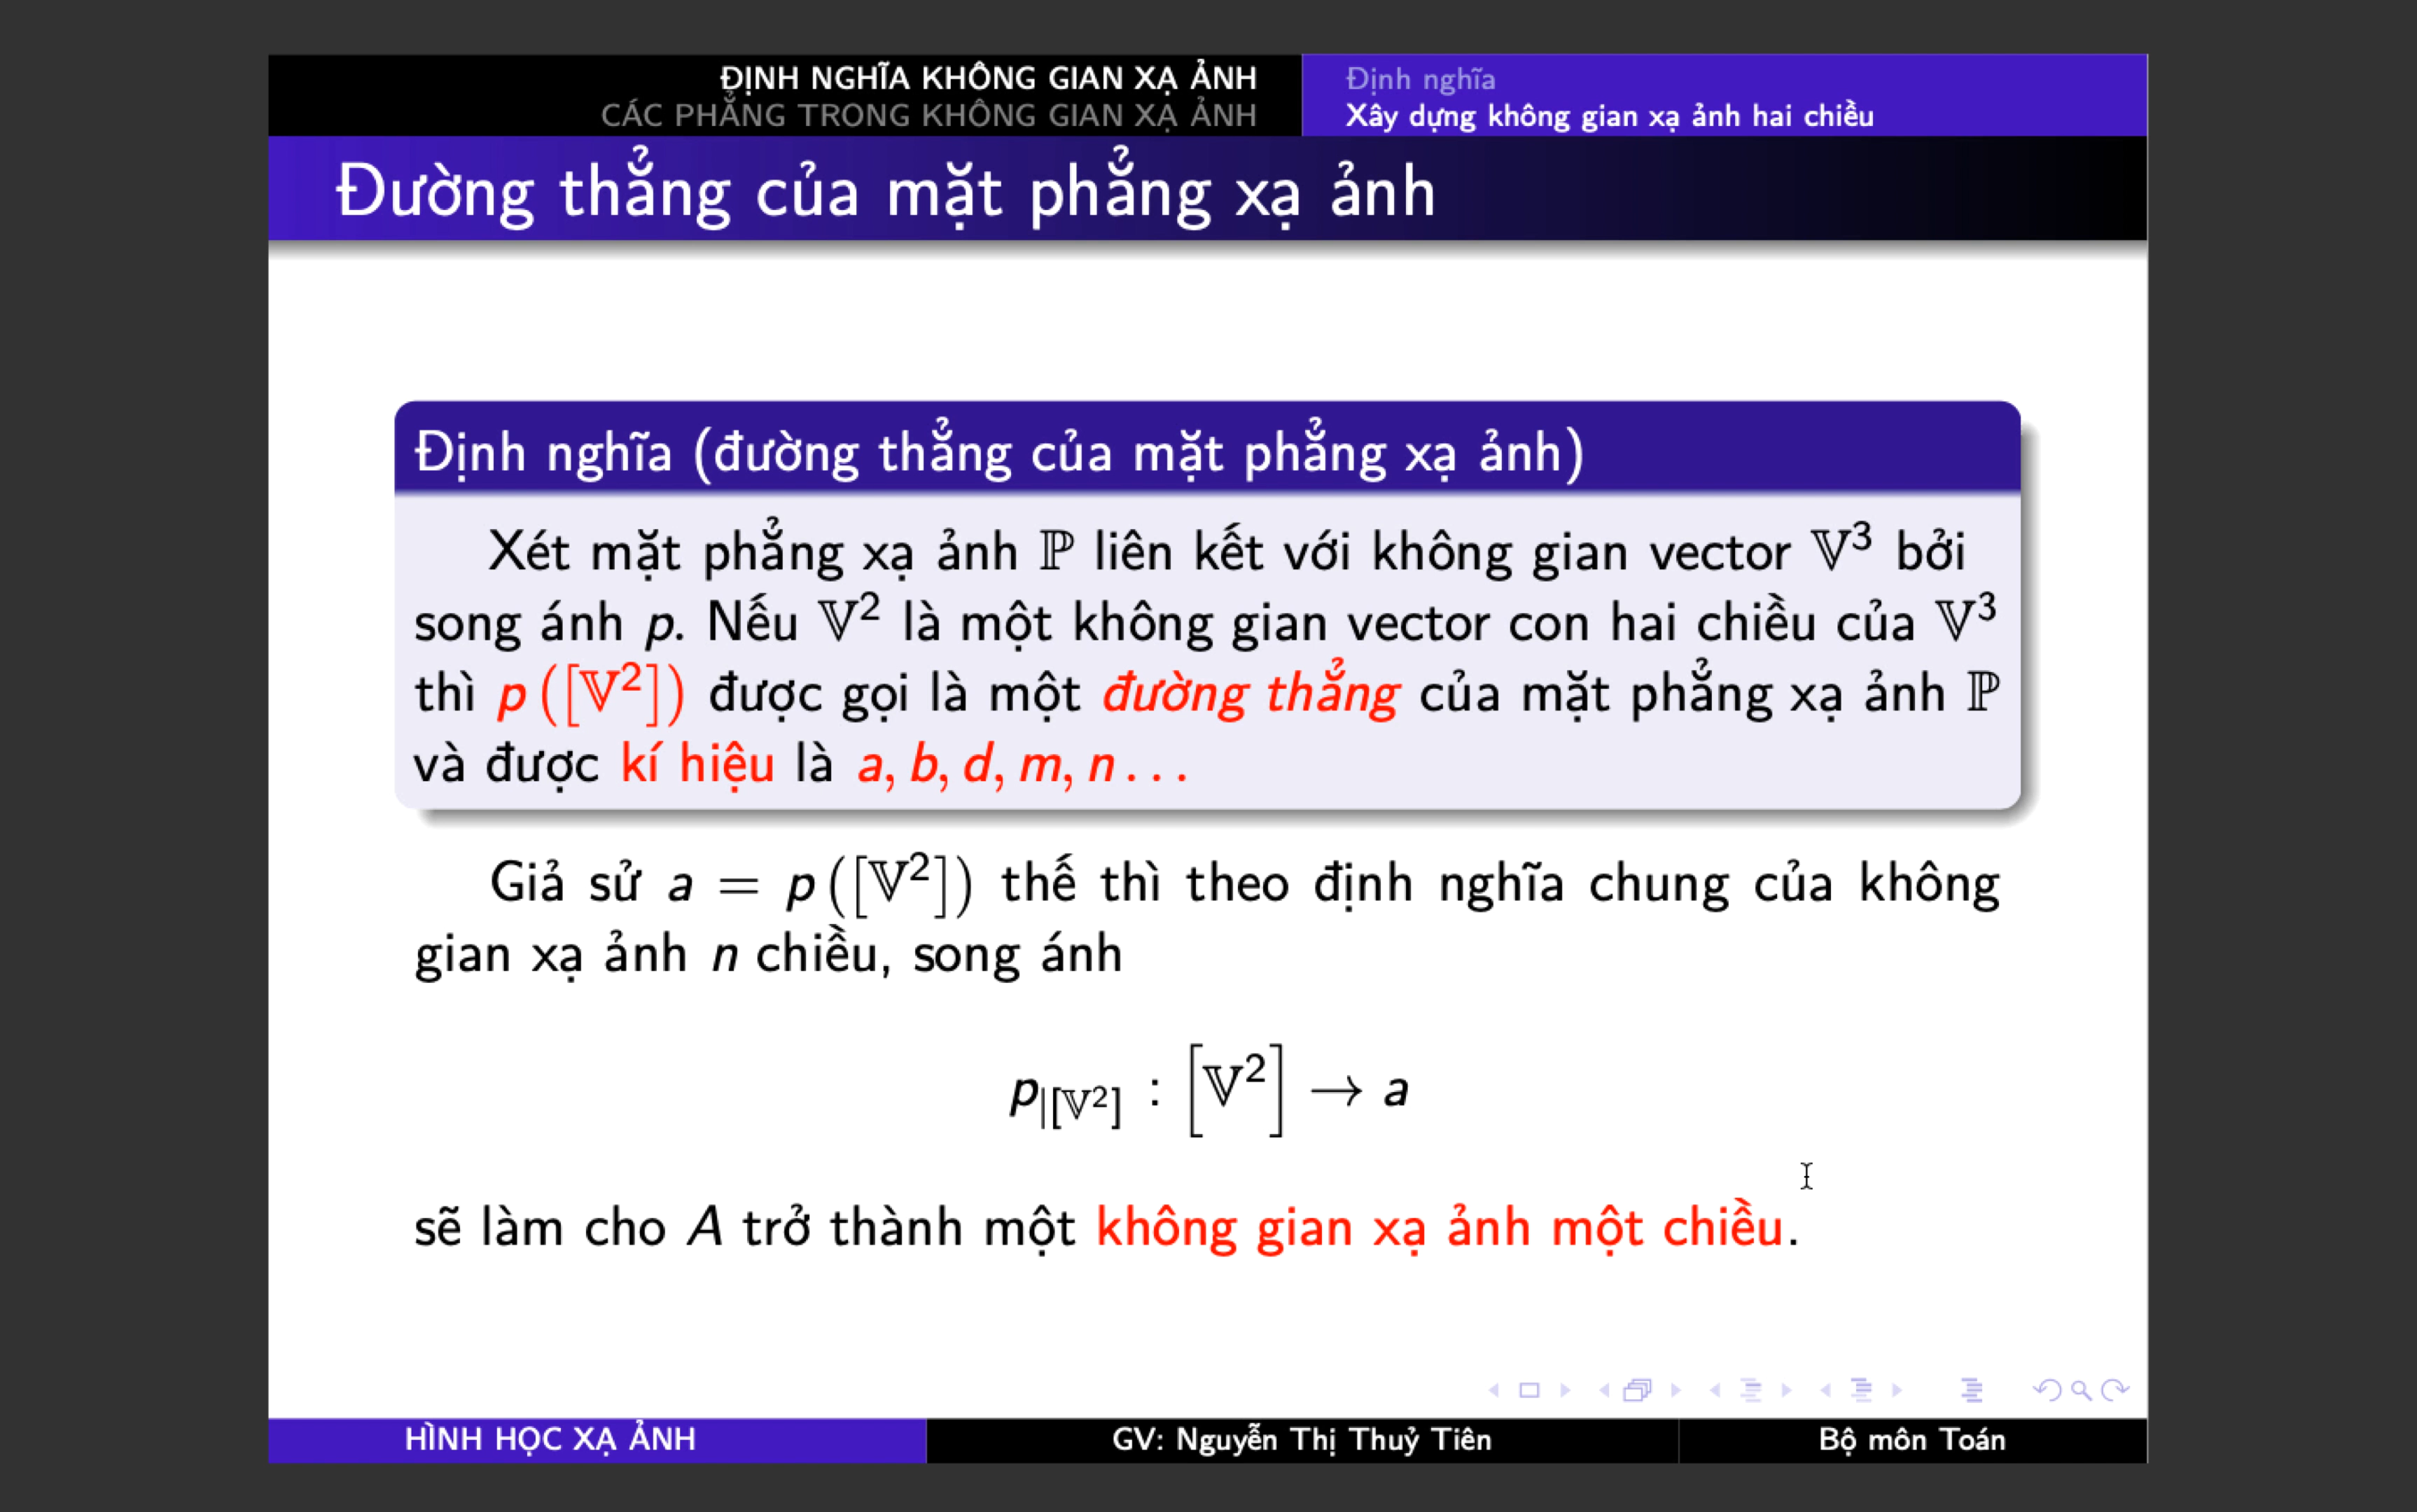 ĐỊNH NGHĨA KHÔNG GIAN XẠ ẢNH
CÁC PHẲNG TRONG KHÔNG GIAN XẠ ẢNH
Định nghĩa
Xây dựng không gian xạ ảnh hai chiều
Đường thẳng của mặt phẳng xạ ảnh
Định nghĩa (đường thẳng của mặt phẳng xạ ảnh)
Xét mặt phẳng xạ ảnh ℙ liên kết với không gian vector 𝕍³ bởi
song ánh p. Nếu 𝕍² là một không gian vector con hai chiều của 𝕍³
thì p([𝕍²]) được gọi là một đường thẳng của mặt phẳng xạ ảnh ℙ
và được kí hiệu là a, b, d, m, n...
Giả sử a = p([𝕍²]) thế thì theo định nghĩa chung của không
gian xạ ảnh n chiều, song ánh
p|[𝕍²] : [𝕍²] → a
sẽ làm cho A trở thành một không gian xạ ảnh một chiều.
HÌNH HỌC XẠ ẢNH
GV: Nguyễn Thị Thuỷ Tiên
Bộ môn Toán